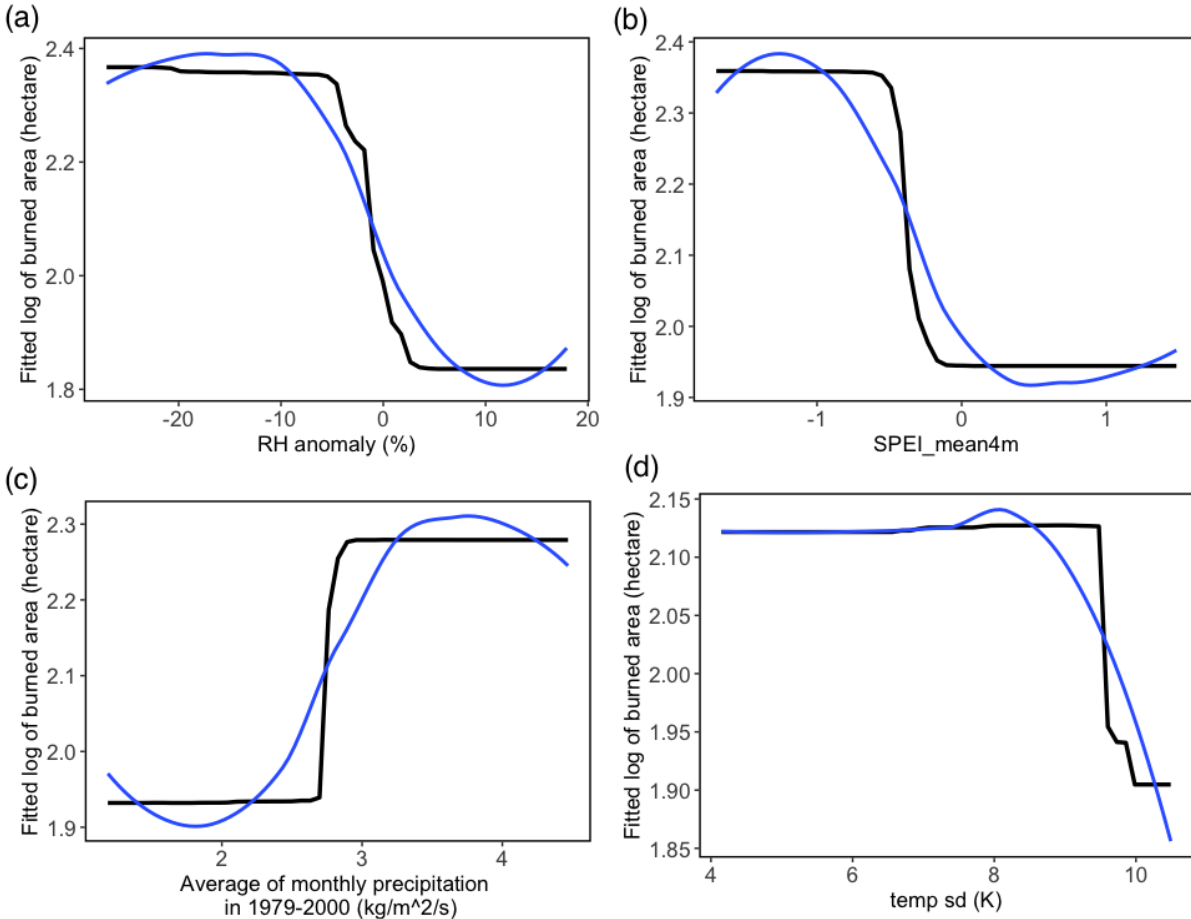 (a)
Fitted log of burned area (hectare)
2.4
2.2
2.0
1.8
-20
-10
0
10
20
RH anomaly (%)
(b)
Fitted log of burned area (hectare)
2.4
2.3
2.2
2.1
2.0
1.9
-1
0
1
SPEI_mean4m
(c)
Fitted log of burned area (hectare)
2.3
2.2
2.1
2.0
1.9
2
3
4
Average of monthly precipitation
in 1979-2000 (kg/m^2/s)
(d)
Fitted log of burned area (hectare)
2.15
2.10
2.05
2.00
1.95
1.90
1.85
4
6
8
10
temp sd (K)